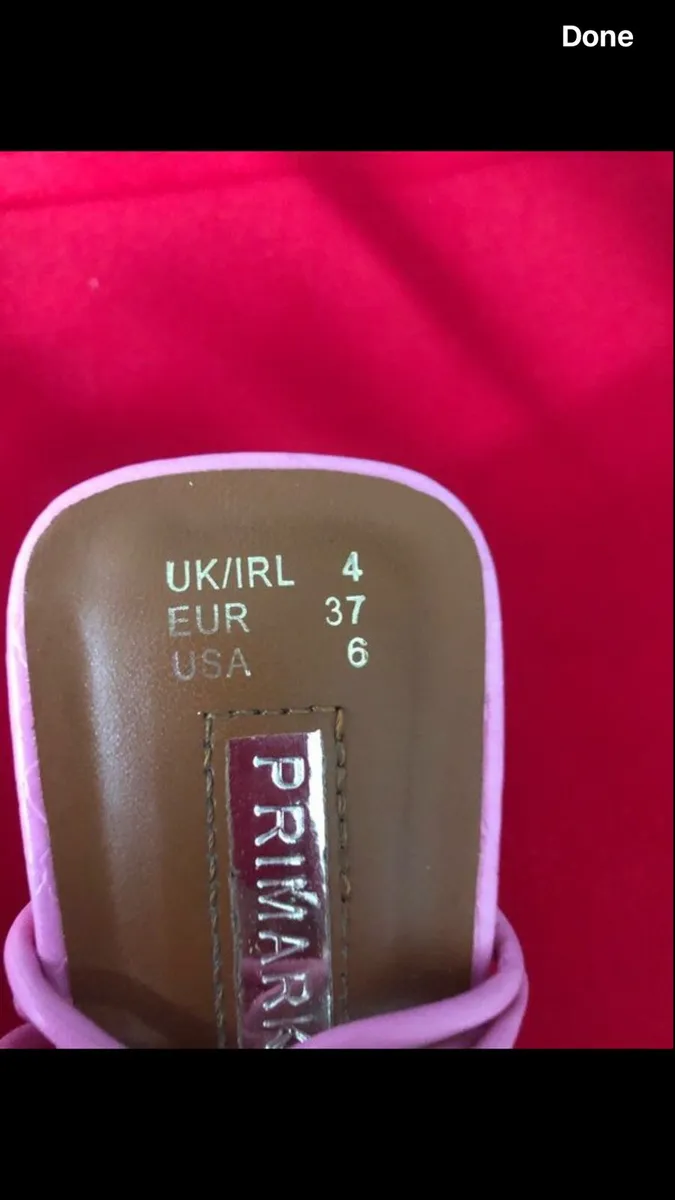 Done
UK/IRL 4
EUR 37
USA 6
PRIMARK